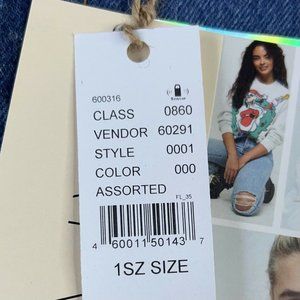 600316
CLASS 0860
VENDOR 60291
STYLE 0001
COLOR 000
ASSORTED
FL_35
4 60011 50143 7
1SZ SIZE